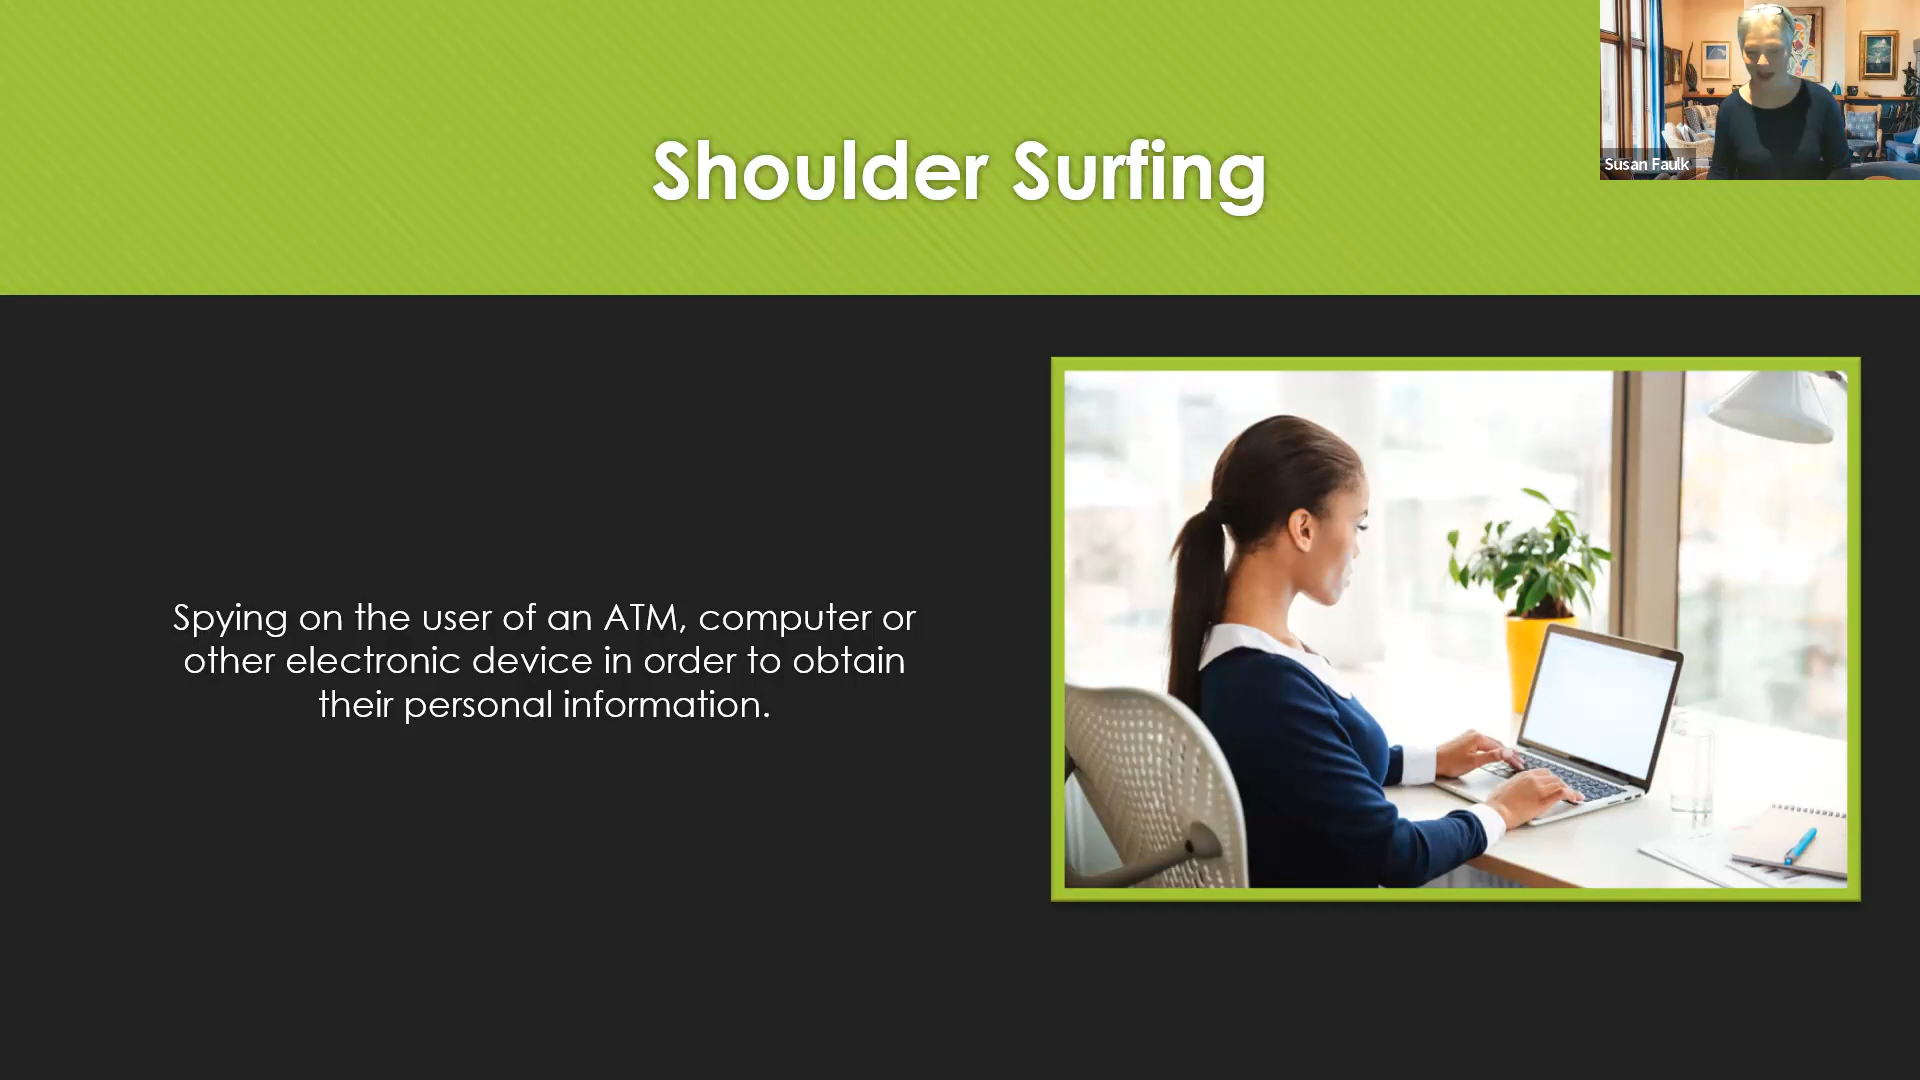 Shoulder Surfing
Susan Faulk
Spying on the user of an ATM, computer or
other electronic device in order to obtain
their personal information.